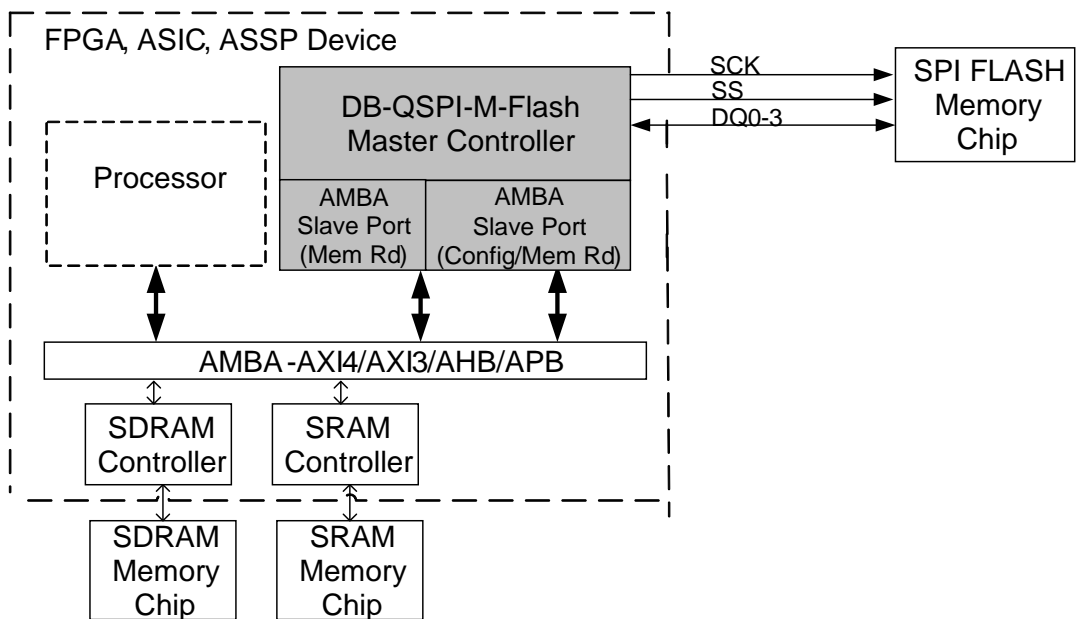 FPGA, ASIC, ASSP Device
DB-QSPI-M-Flash
Master Controller
SCK
SS
DQ0-3
SPI FLASH
Memory
Chip
Processor
AMBA
Slave Port
(Mem Rd)
AMBA
Slave Port
(Config/Mem Rd)
AMBA-AXI4/AXI3/AHB/APB
SDRAM
Controller
SRAM
Controller
SDRAM
Memory
Chip
SRAM
Memory
Chip